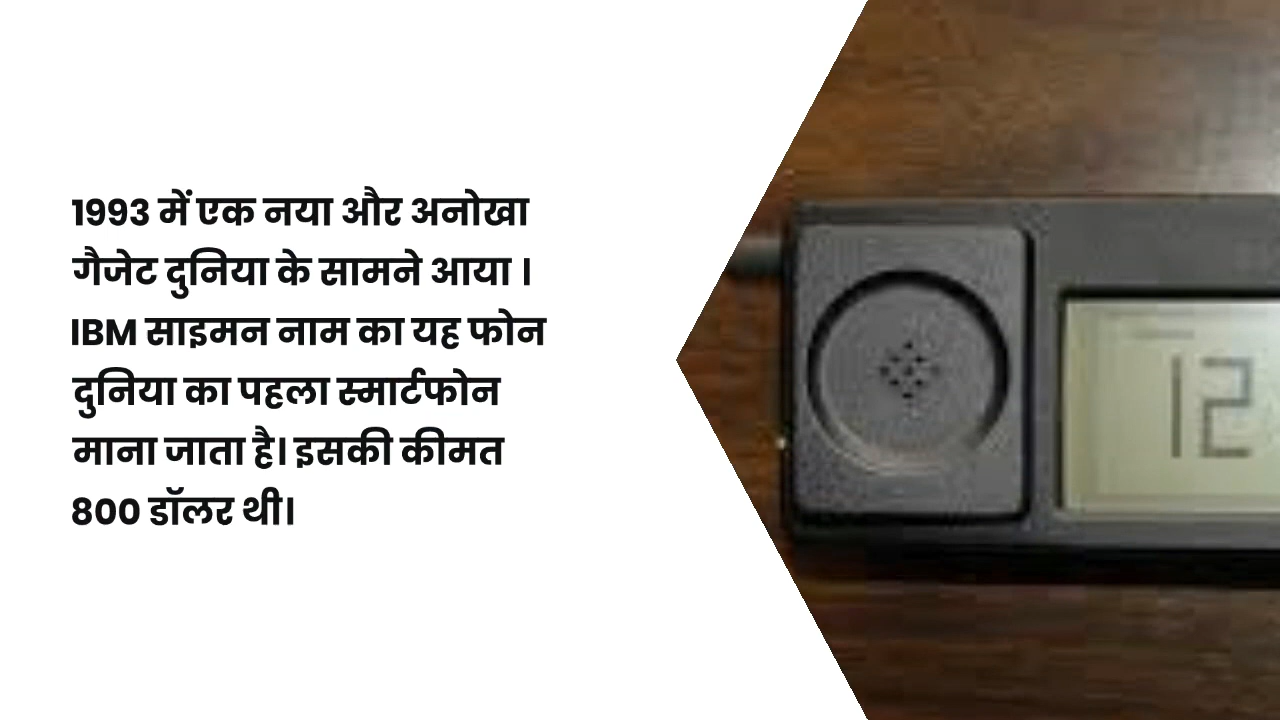 1993 में एक नया और अनोखा
गैजेट दुनिया के सामने आया ।
IBM साइमन नाम का यह फोन
दुनिया का पहला स्मार्टफोन
माना जाता है। इसकी कीमत
800 डॉलर थी।
12